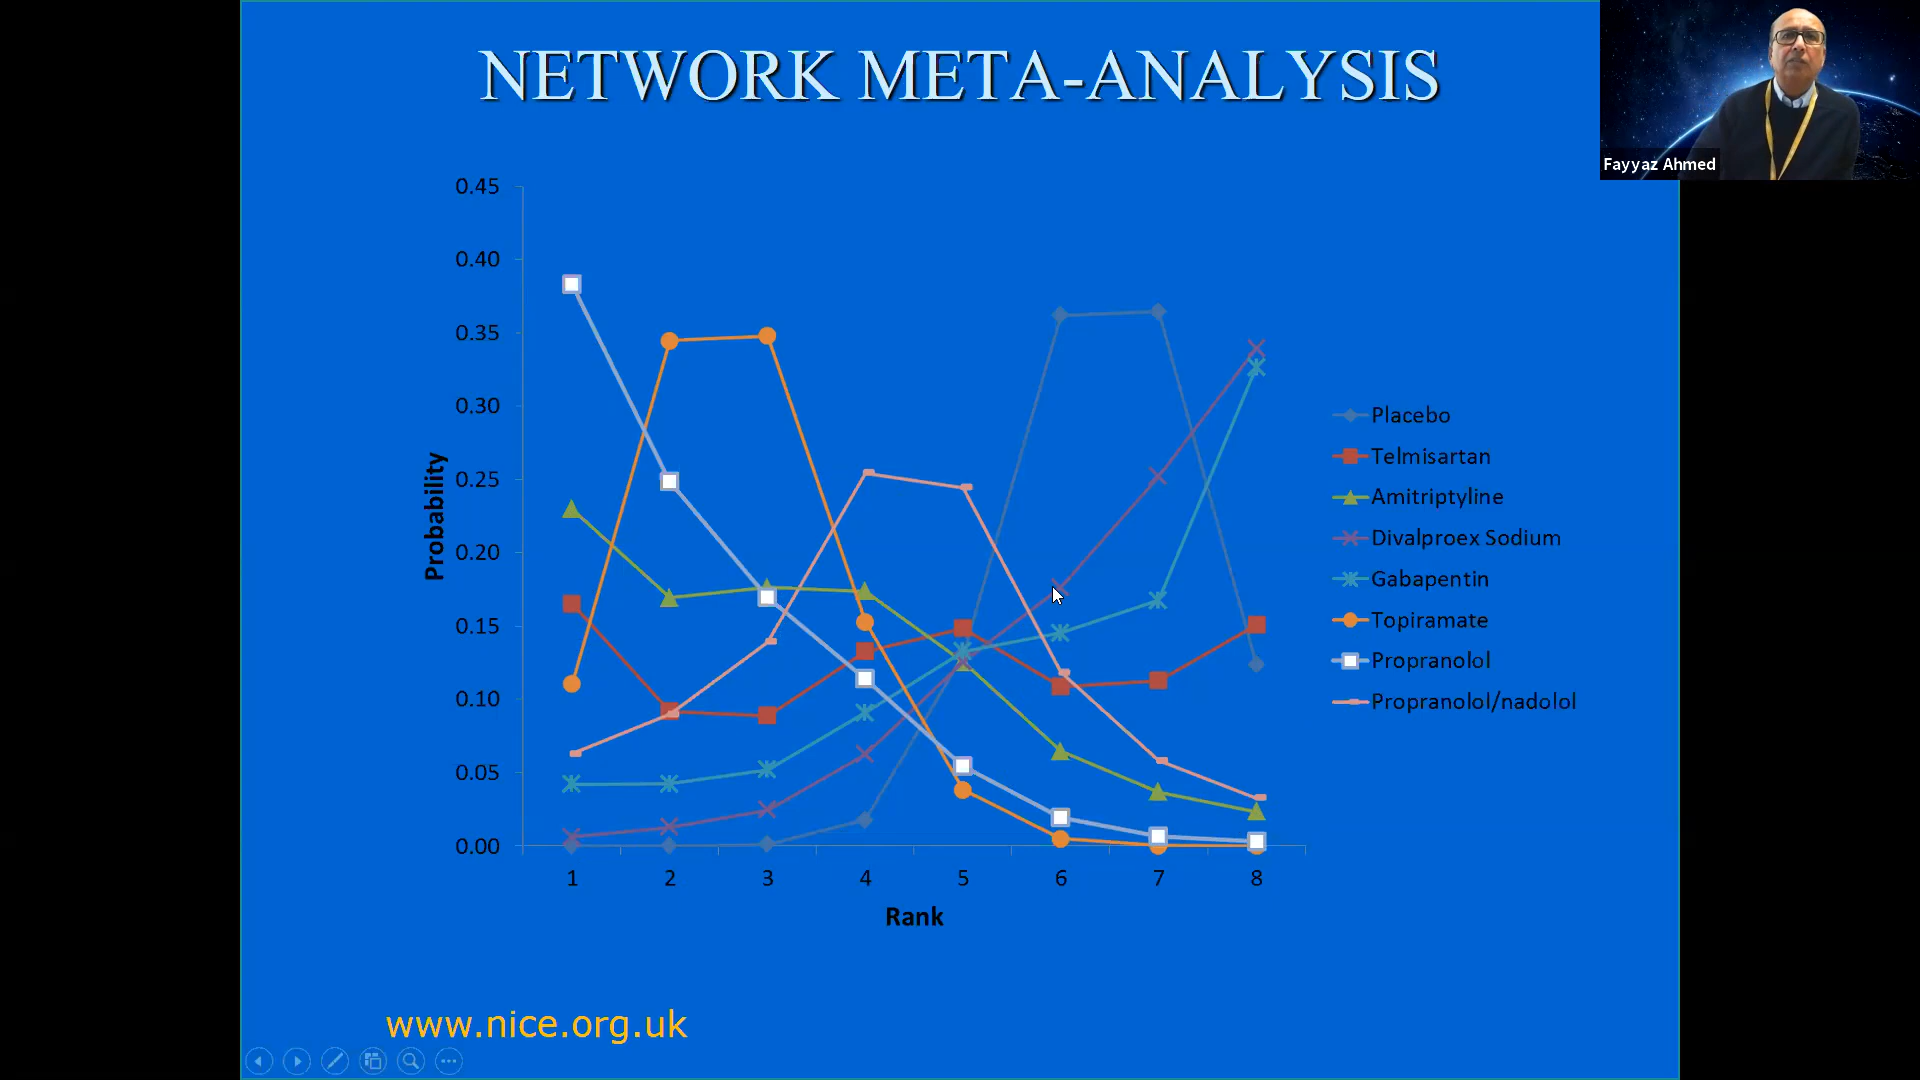 NETWORK META-ANALYSIS
Fayyaz Ahmed
0.45
0.40
0.35
0.30
0.25
0.20
0.15
0.10
0.05
0.00
Probability
1 2 3 4 5 6 7 8
Rank
Placebo
Telmisartan
Amitriptyline
Divalproex Sodium
Gabapentin
Topiramate
Propranolol
Propranolol/nadolol
www.nice.org.uk